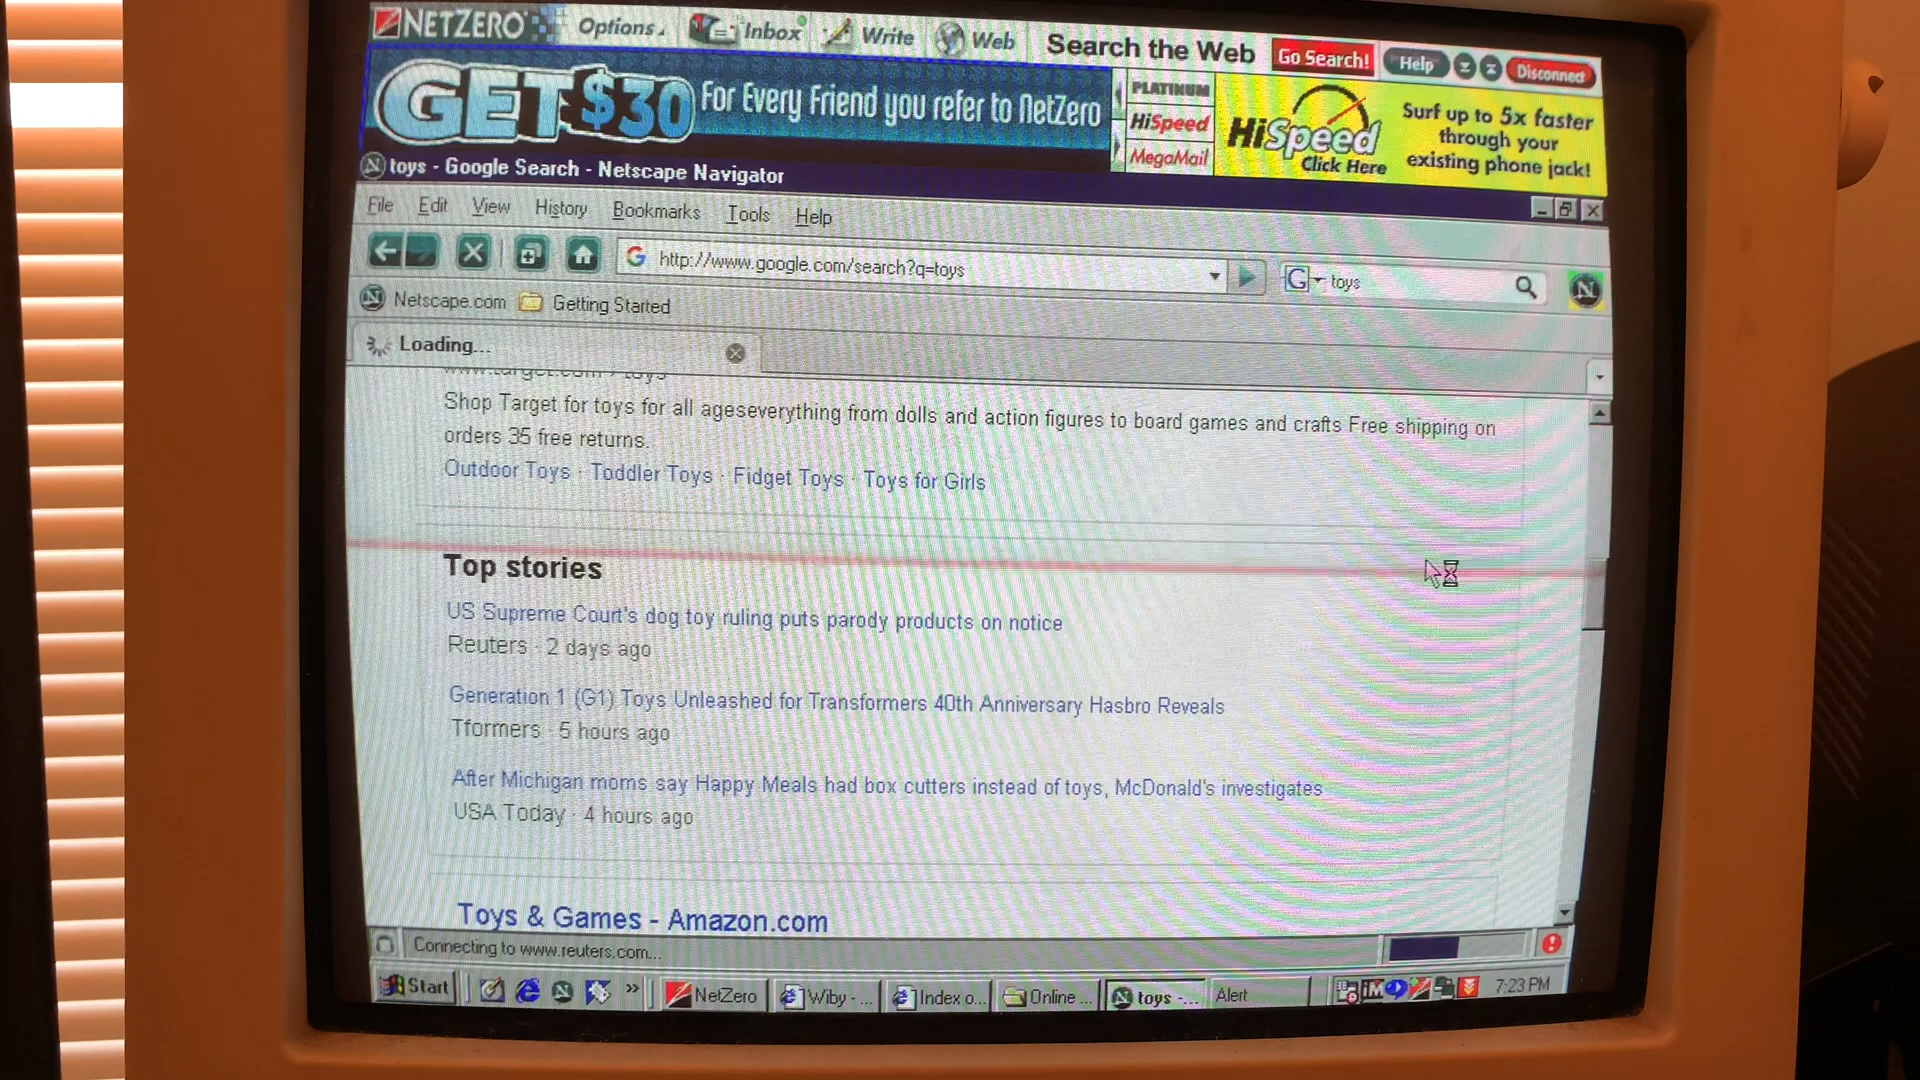 NETZERO Options Inbox Write Web Search the Web Go Search! Help Disconnect
GET $30 For Every Friend you refer to NetZero
PLATINUM
HiSpeed
MegaMail
HiSpeed
Click Here
Surf up to 5x faster
through your
existing phone jack!
toys - Google Search - Netscape Navigator
File Edit View History Bookmarks Tools Help
http://www.google.com/search?q=toys
G toys
N
Netscape.com Getting Started
Loading...
www.target.com › toys
Shop Target for toys for all ageseverything from dolls and action figures to board games and crafts Free shipping on
orders 35 free returns.
Outdoor Toys · Toddler Toys · Fidget Toys · Toys for Girls
Top stories
US Supreme Court's dog toy ruling puts parody products on notice
Reuters · 2 days ago
Generation 1 (G1) Toys Unleashed for Transformers 40th Anniversary Hasbro Reveals
Tformers · 5 hours ago
After Michigan moms say Happy Meals had box cutters instead of toys, McDonald's investigates
USA Today · 4 hours ago
Toys & Games - Amazon.com
Connecting to www.reuters.com...
Start NetZero Wiby - ... Index o... Online ... toys -... Alert 7:23 PM